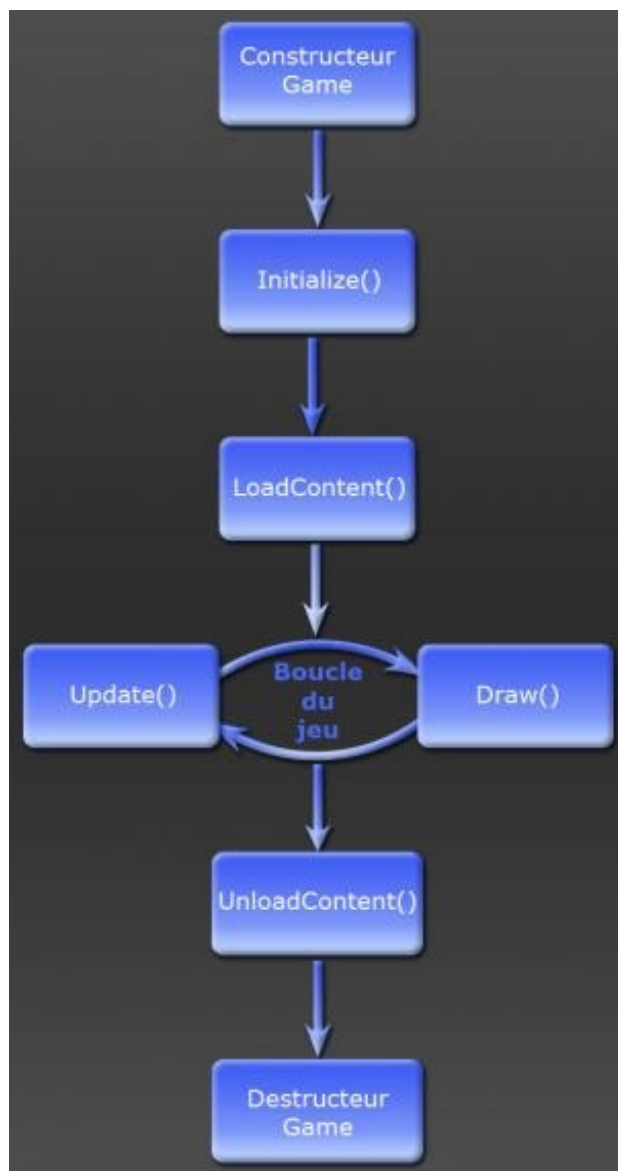 Constructeur
Game
Initialize()
LoadContent()
Update()
Boucle
du
jeu
Draw()
UnloadContent()
Destructeur
Game